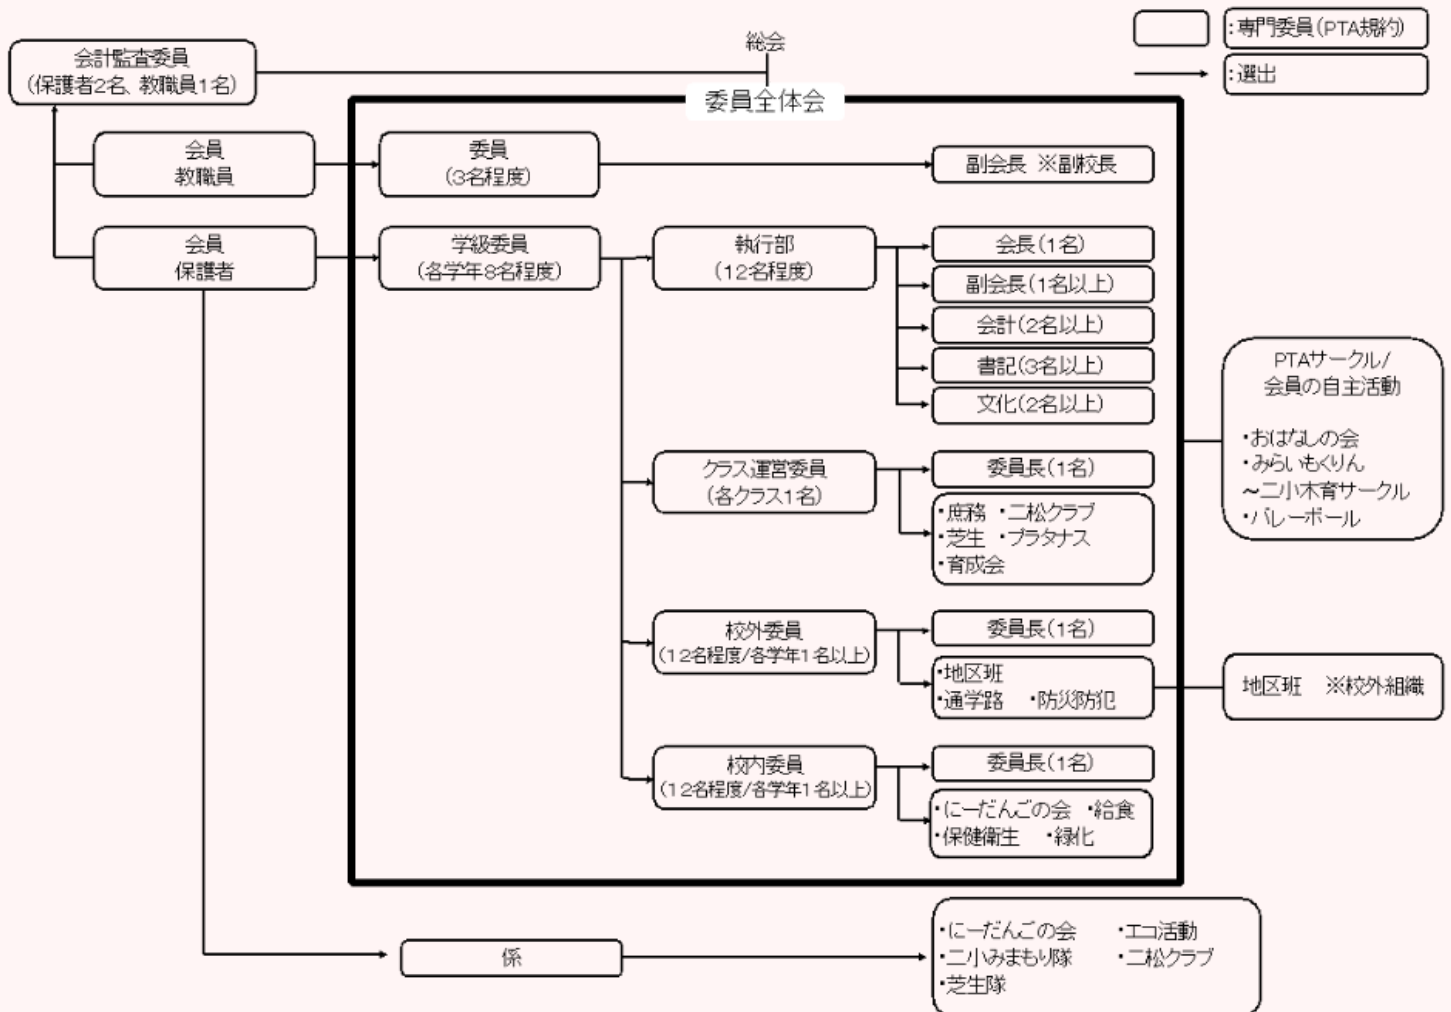 総会
:専門委員(PTA規約)
:選出
会計監査委員
(保護者2名、教職員1名)
委員全体会
会員
教職員
委員
(3名程度)
副会長 ※副校長
会員
保護者
学級委員
(各学年8名程度)
執行部
(12名程度)
会長(1名)
副会長(1名以上)
会計(2名以上)
書記(3名以上)
文化(2名以上)
クラス運営委員
(各クラス1名)
委員長(1名)
・庶務 ・二松クラブ
・芝生 ・プラタナス
・育成会
校外委員
(12名程度/各学年1名以上)
委員長(1名)
・地区班
・通学路 ・防災防犯
校内委員
(12名程度/各学年1名以上)
委員長(1名)
・にーだんごの会 ・給食
・保健衛生 ・緑化
PTAサークル/
会員の自主活動
・おはなしの会
・みらいもくりん
～二小木育サークル
・バレーボール
地区班 ※校外組織
係
・にーだんごの会 ・エコ活動
・二小みまもり隊 ・二松クラブ
・芝生隊